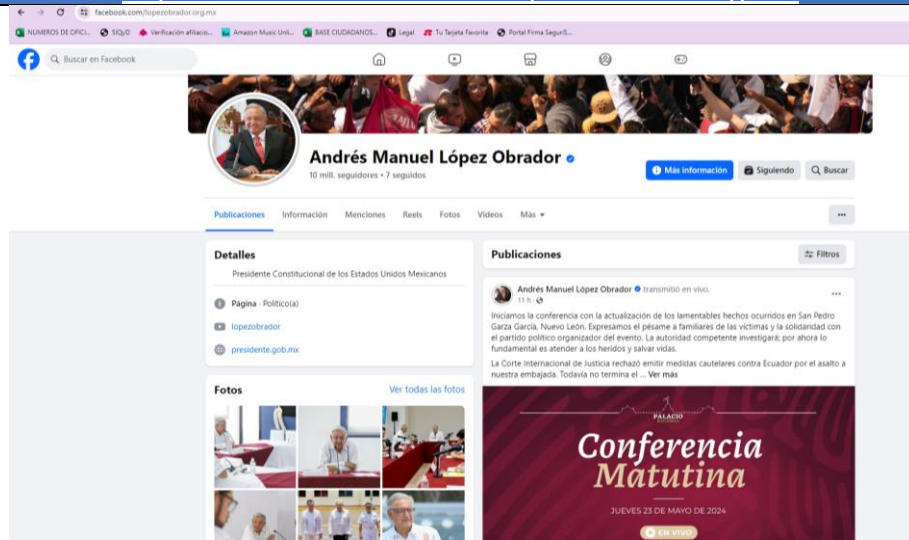 facebook.com/lopezobrador.org.mx
NUMEROS DE OFICI... SIQyD Verificación afiliacio... Amazon Music Unli... BASE CIUDADANOS... Legal Tu Tarjeta Favorita Portal Firma Seguri...
Buscar en Facebook
Andrés Manuel López Obrador
10 mill. seguidores • 7 seguidos
Más información Siguiendo Buscar
Publicaciones Información Menciones Reels Fotos Videos Más
Detalles
Presidente Constitucional de los Estados Unidos Mexicanos
Página · Político(a)
lopezobrador
presidente.gob.mx
Fotos Ver todas las fotos
Publicaciones Filtros
Andrés Manuel López Obrador transmitió en vivo.
11 h ·
Iniciamos la conferencia con la actualización de los lamentables hechos ocurridos en San Pedro
Garza García, Nuevo León. Expresamos el pésame a familiares de las víctimas y la solidaridad con
el partido político organizador del evento. La autoridad competente investigará; por ahora lo
fundamental es atender a los heridos y salvar vidas.
La Corte Internacional de Justicia rechazó emitir medidas cautelares contra Ecuador por el asalto a
nuestra embajada. Todavía no termina el ... Ver más
PALACIO
NACIONAL
Conferencia
Matutina
JUEVES 23 DE MAYO DE 2024
EN VIVO